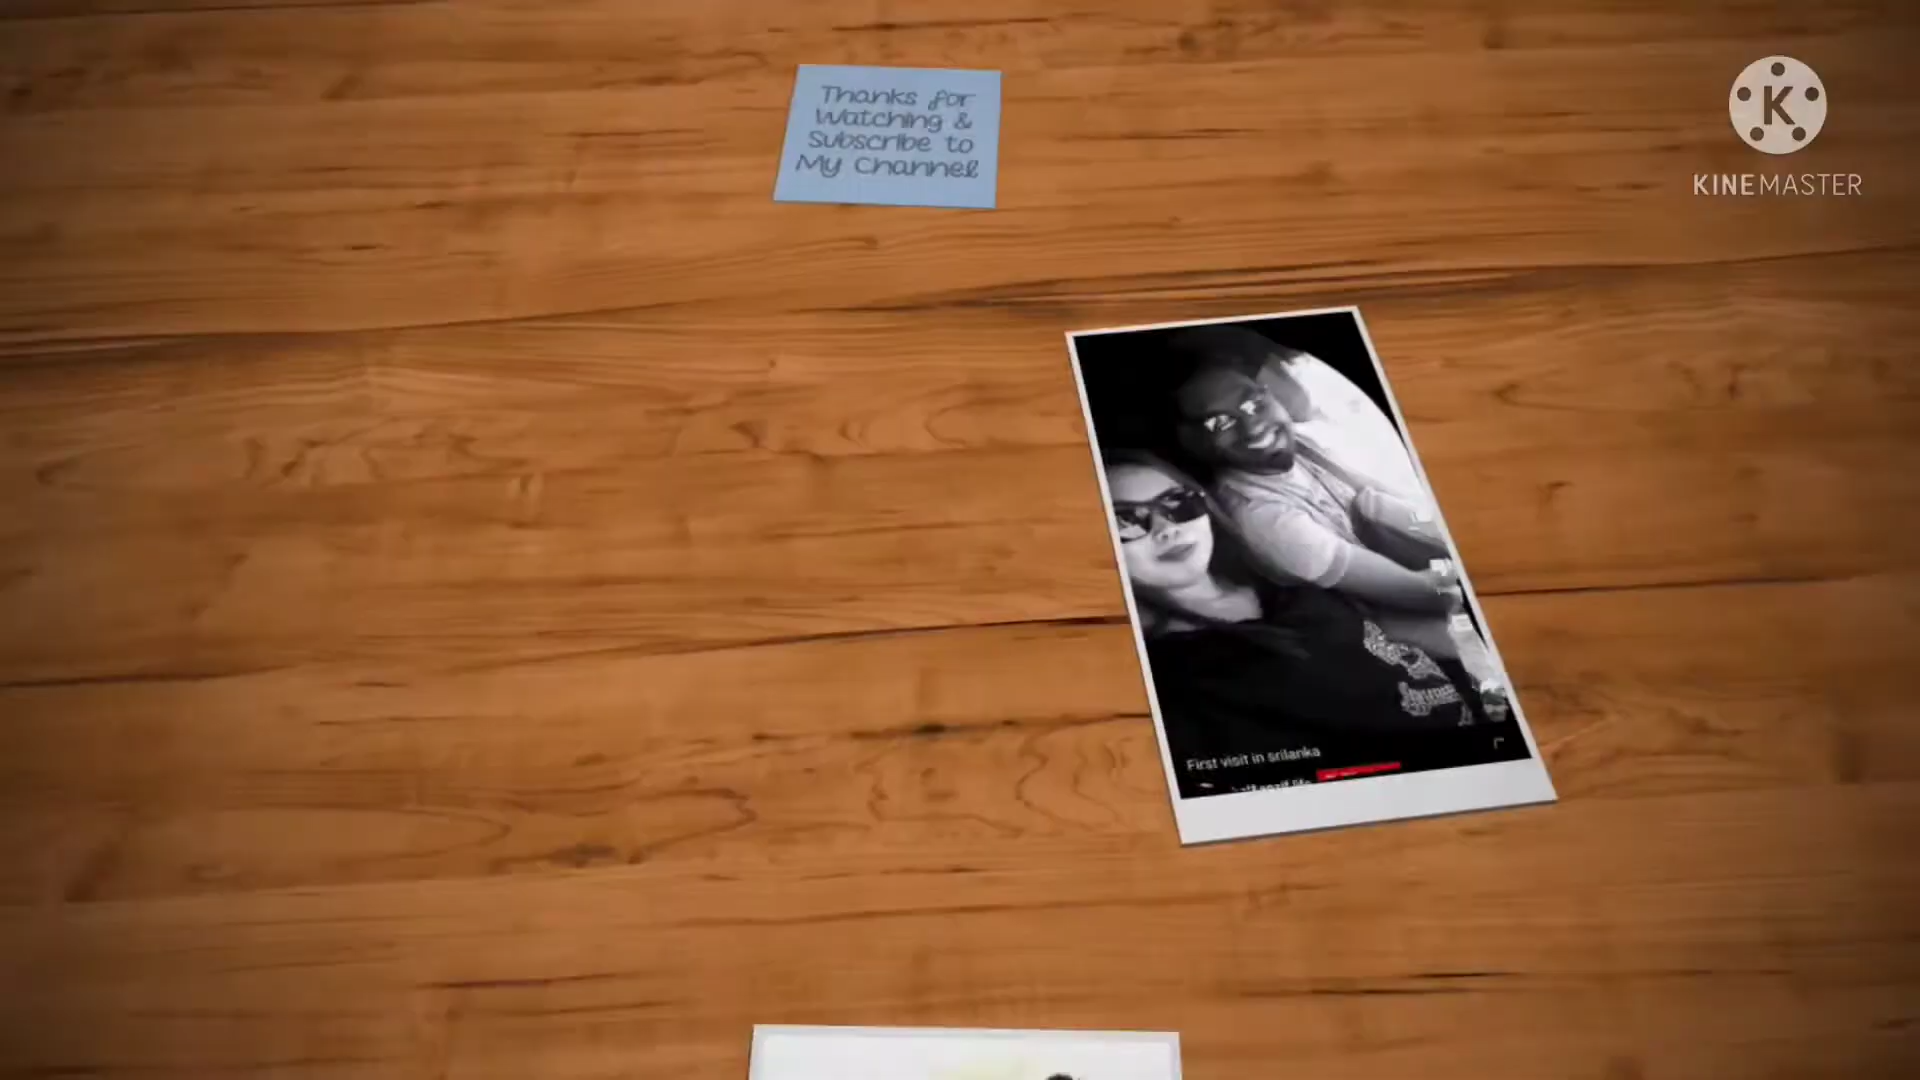 Thanks for
Watching &
Subscribe to
My Channel
K
KINEMASTER
First visit in srilanka